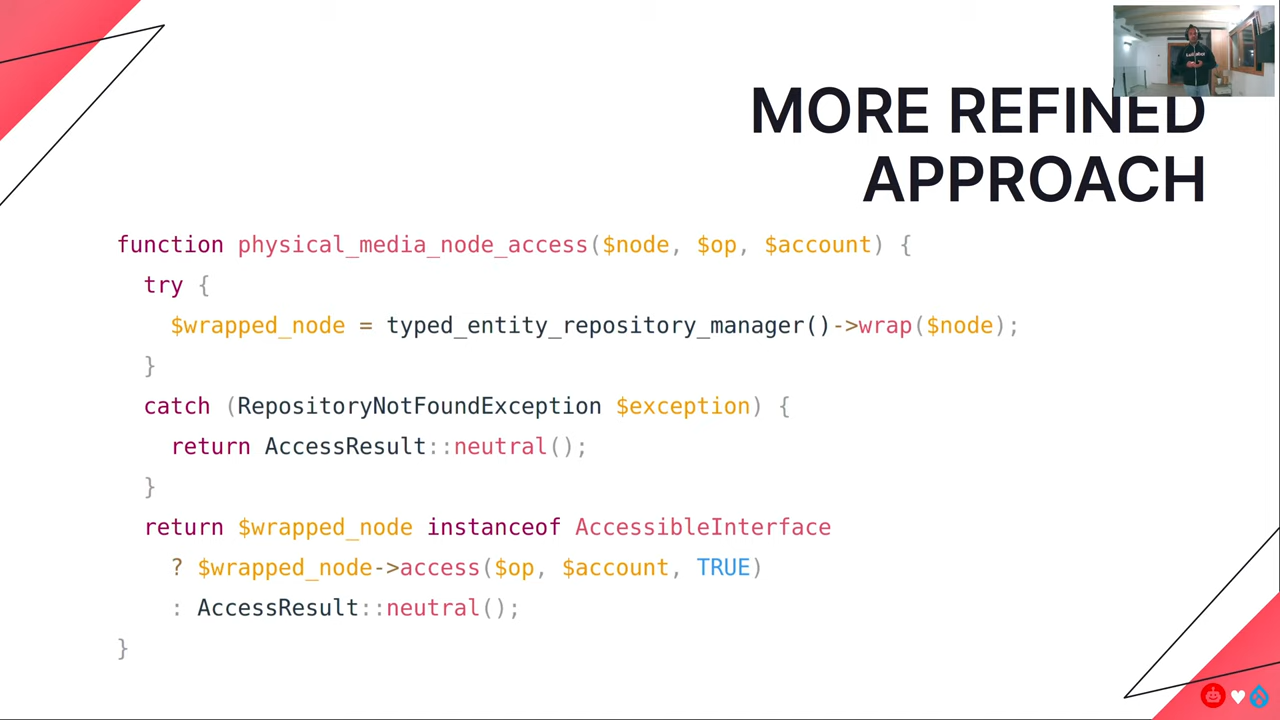 MORE REFINED
APPROACH
function physical_media_node_access($node, $op, $account) {
  try {
    $wrapped_node = typed_entity_repository_manager()->wrap($node);
  }
  catch (RepositoryNotFoundException $exception) {
    return AccessResult::neutral();
  }
  return $wrapped_node instanceof AccessibleInterface
    ? $wrapped_node->access($op, $account, TRUE)
    : AccessResult::neutral();
}